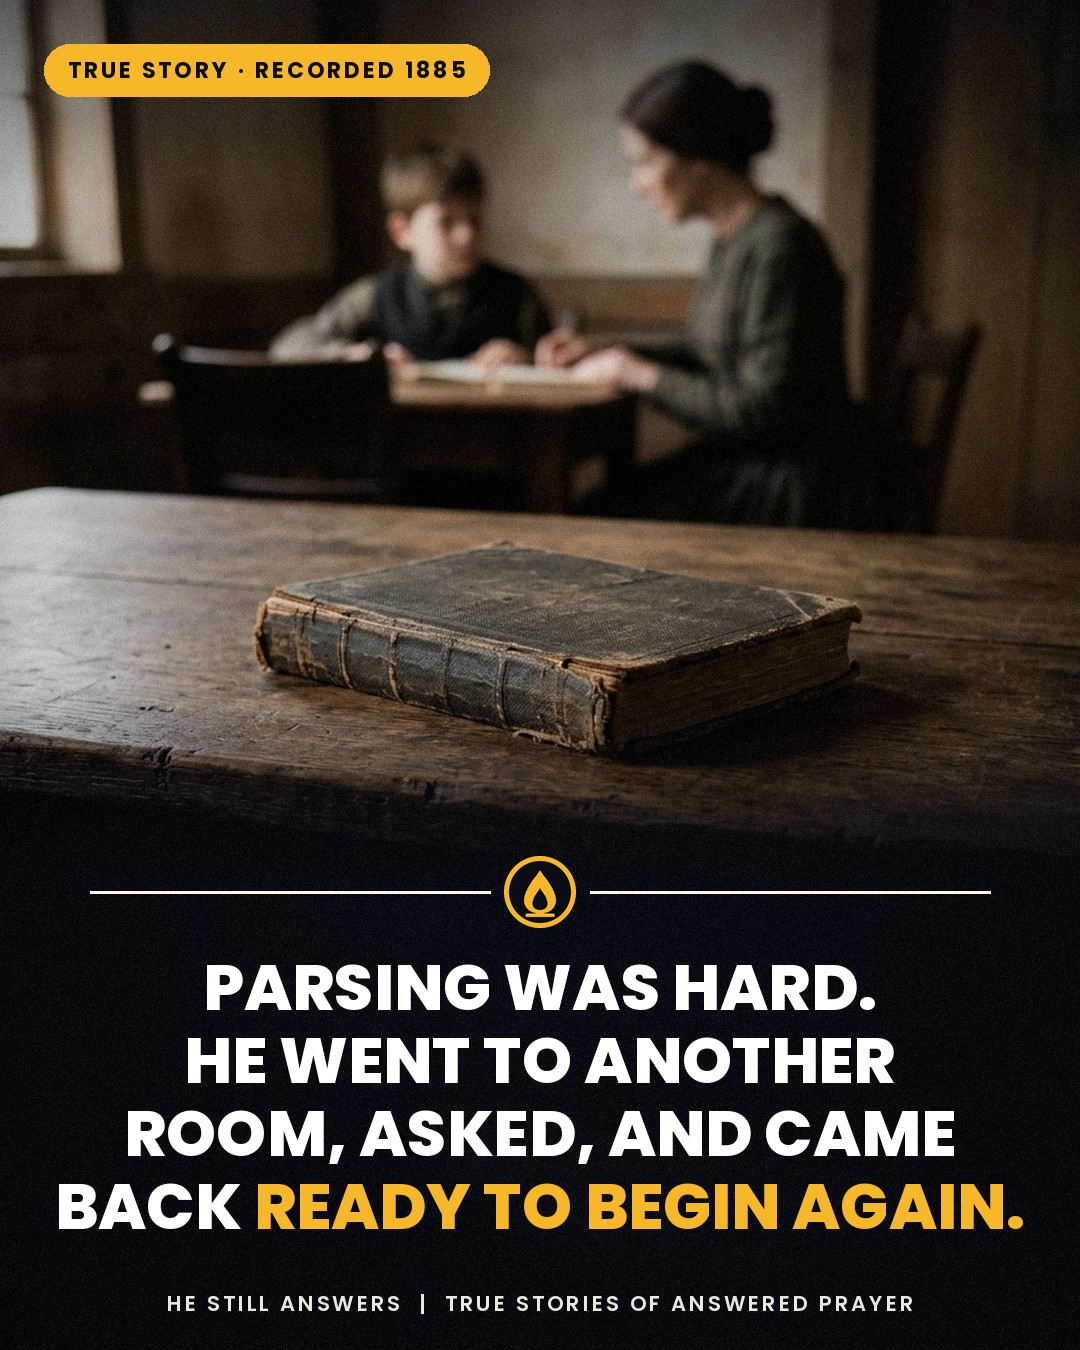 TRUE STORY · RECORDED 1885
PARSING WAS HARD.
HE WENT TO ANOTHER
ROOM, ASKED, AND CAME
BACK READY TO BEGIN AGAIN.
HE STILL ANSWERS | TRUE STORIES OF ANSWERED PRAYER